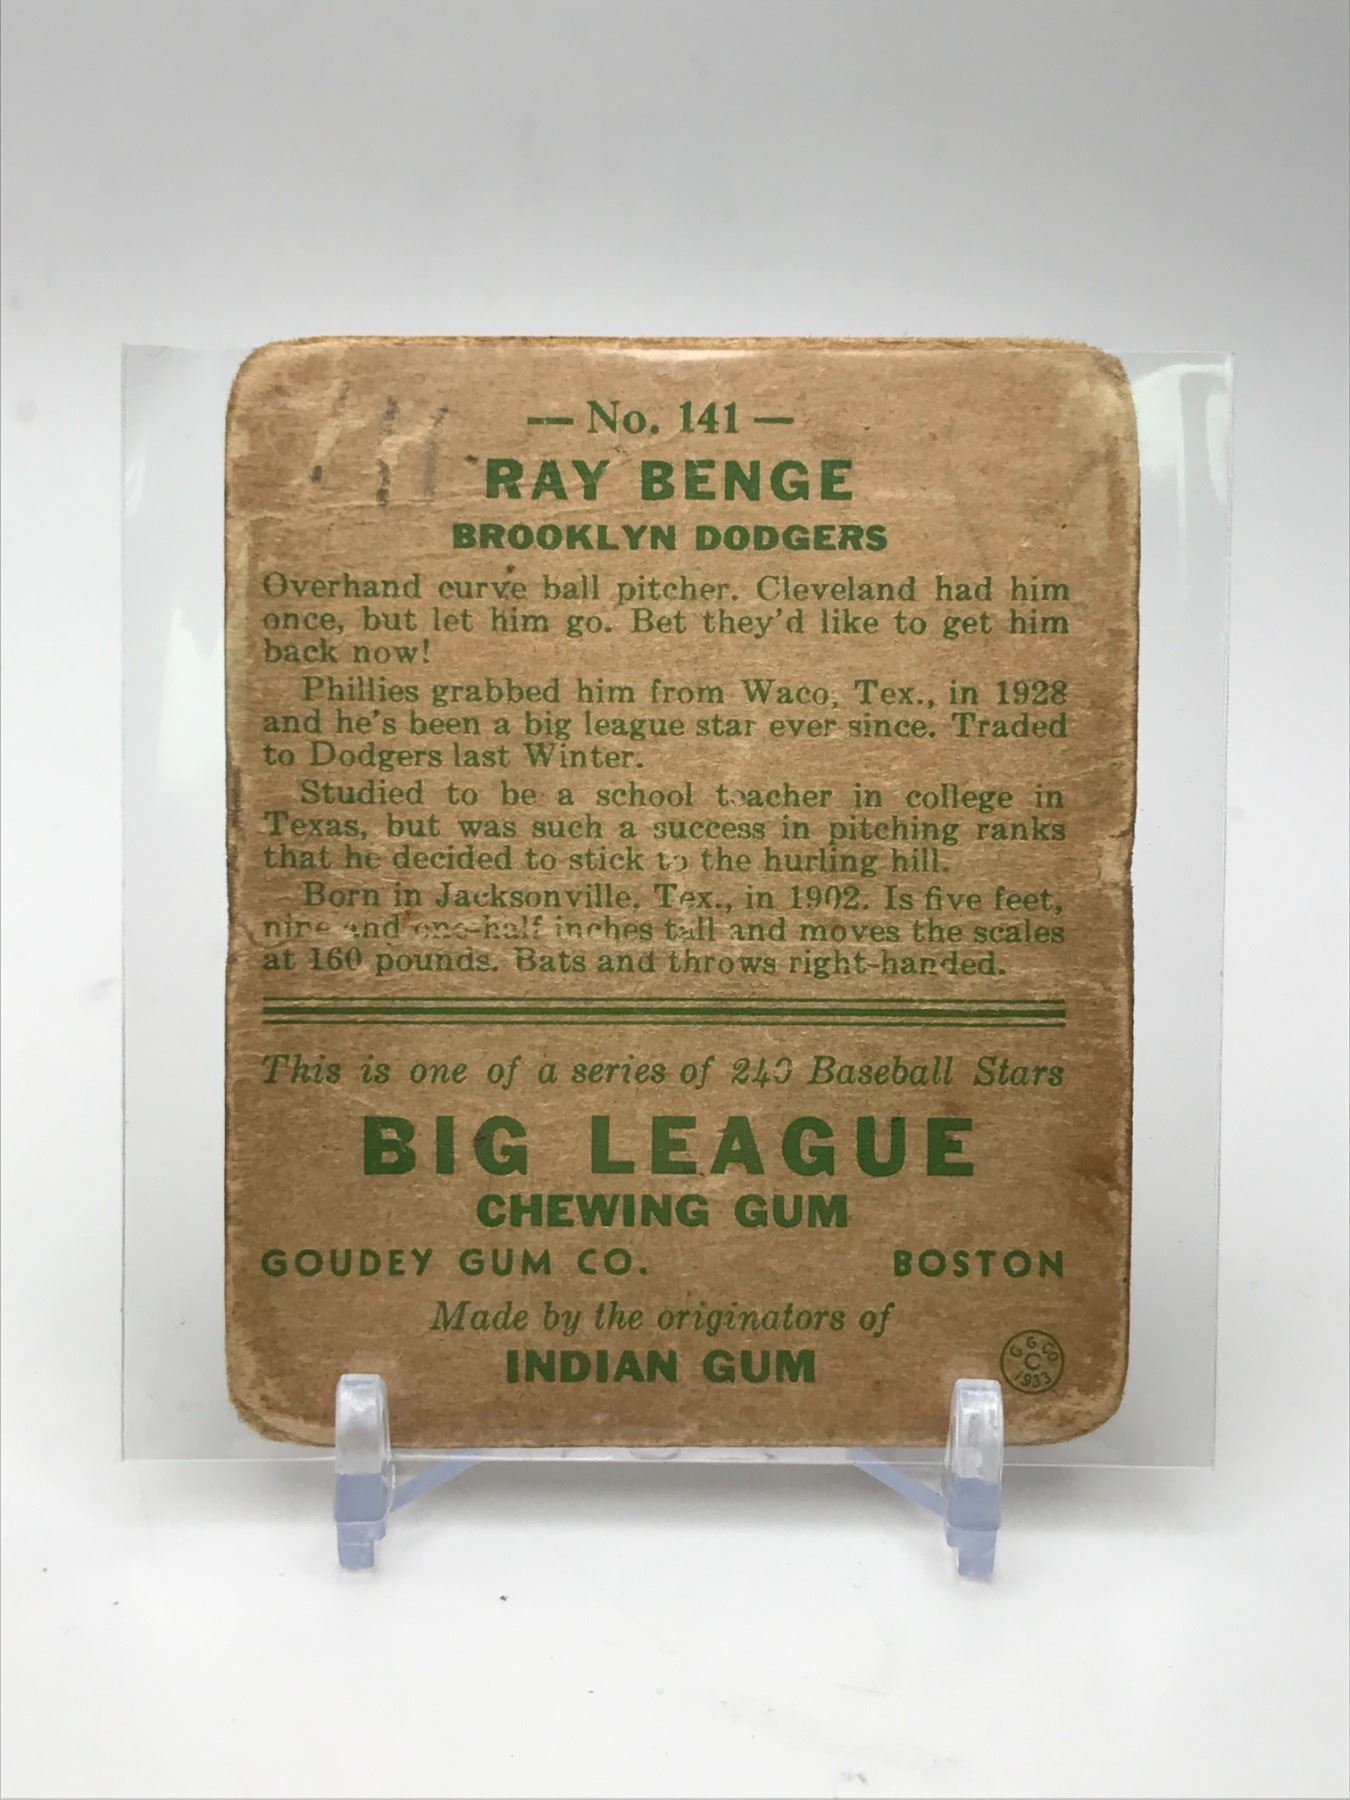 — No. 141 —
RAY BENGE
BROOKLYN DODGERS
Overhand curve ball pitcher. Cleveland had him
once, but let him go. Bet they'd like to get him
back now!
Phillies grabbed him from Waco, Tex., in 1928
and he's been a big league star ever since. Traded
to Dodgers last Winter.
Studied to be a school teacher in college in
Texas, but was such a success in pitching ranks
that he decided to stick to the hurling hill.
Born in Jacksonville, Tex., in 1902. Is five feet,
nine and one-half inches tall and moves the scales
at 160 pounds. Bats and throws right-handed.
This is one of a series of 240 Baseball Stars
BIG LEAGUE
CHEWING GUM
GOUDEY GUM CO. BOSTON
Made by the originators of
INDIAN GUM
G G CO
C
1933